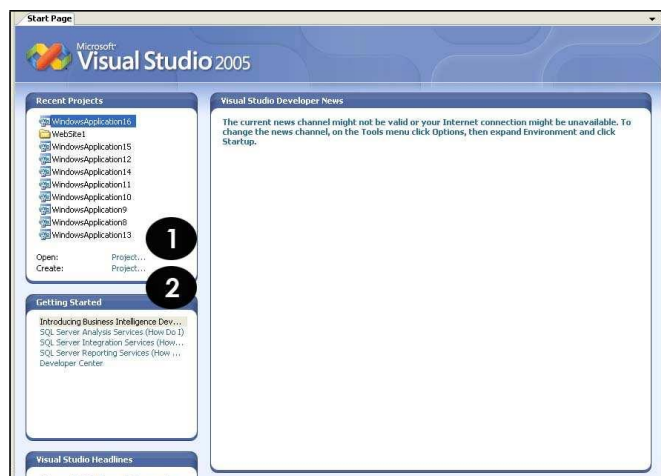 Start Page
Microsoft
Visual Studio 2005
Recent Projects
WindowsApplication16
WebSite1
WindowsApplication15
WindowsApplication12
WindowsApplication14
WindowsApplication11
WindowsApplication10
WindowsApplication9
WindowsApplication8
WindowsApplication13
1
Open: Project...
Create: Project...
2
Getting Started
Introducing Business Intelligence Dev...
SQL Server Analysis Services (How Do I)
SQL Server Integration Services (How...
SQL Server Reporting Services (How ...
Developer Center
Visual Studio Headlines
Visual Studio Developer News
The current news channel might not be valid or your Internet connection might be unavailable. To
change the news channel, on the Tools menu click Options, then expand Environment and click
Startup.